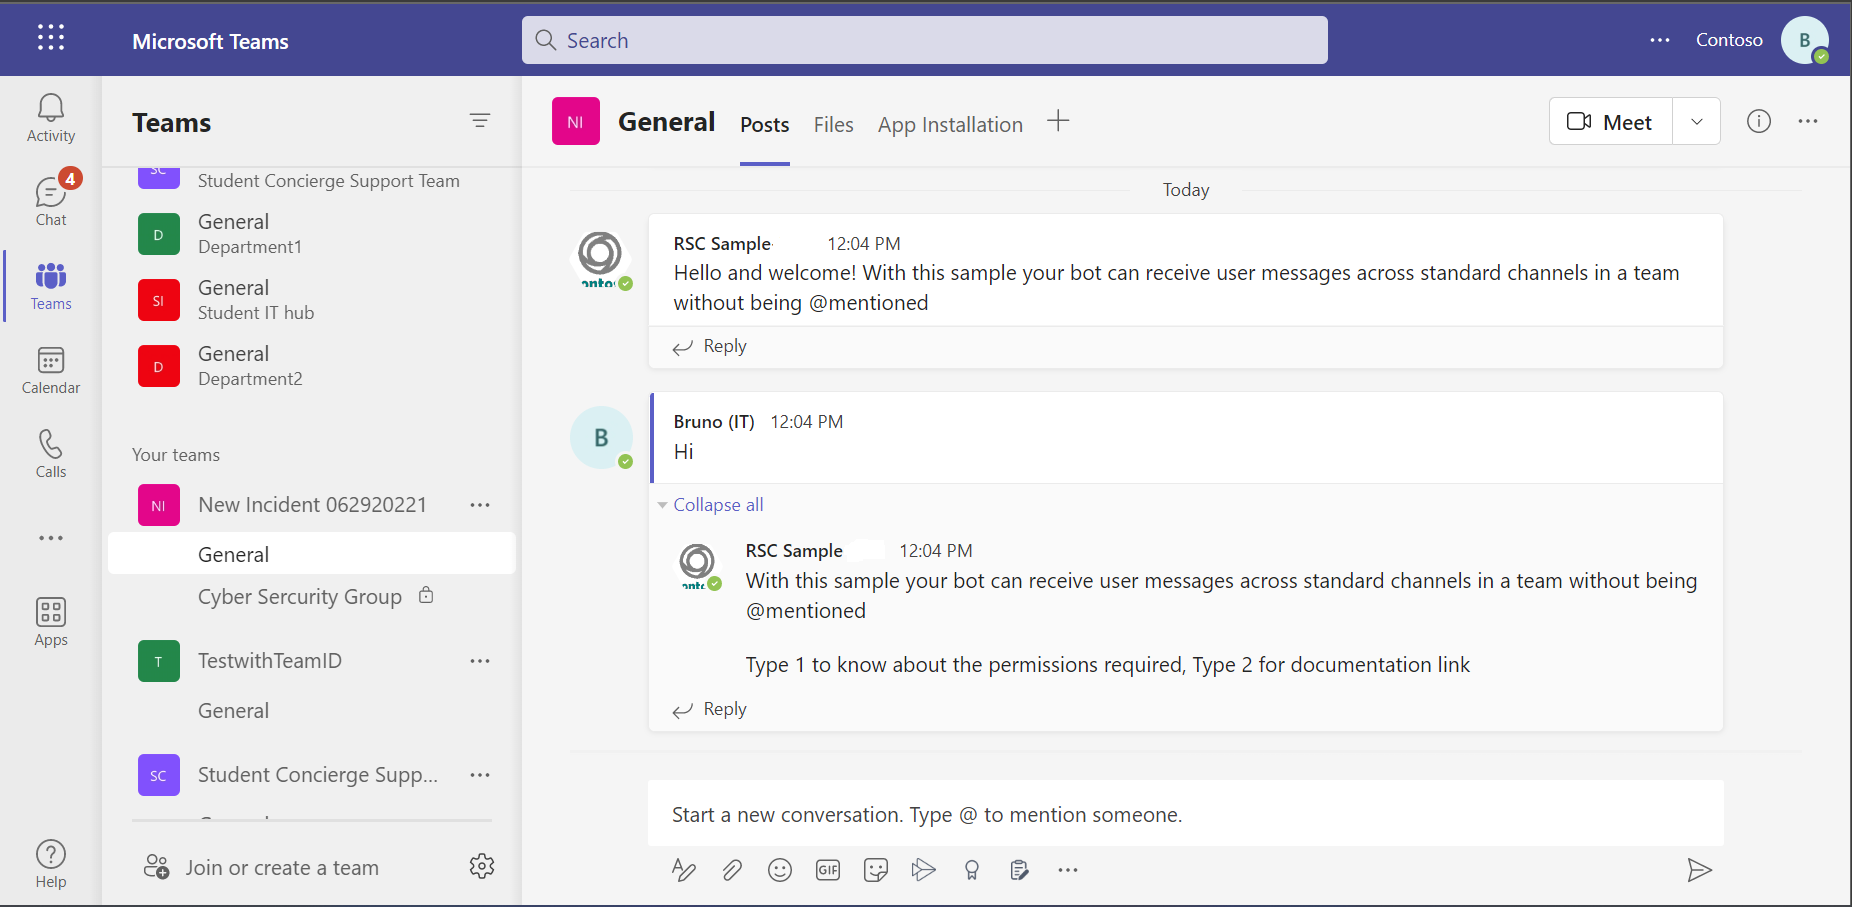 Microsoft Teams
Search
Contoso
B
Activity
4
Chat
Teams
Calendar
Calls
Apps
Help
Teams
SC
Student Concierge Support Team
D
General
Department1
SI
General
Student IT hub
D
General
Department2
Your teams
NI
New Incident 062920221
General
Cyber Sercurity Group
T
TestwithTeamID
General
SC
Student Concierge Supp...
Join or create a team
NI
General
Posts
Files
App Installation
Meet
Today
RSC Sample 12:04 PM
Hello and welcome! With this sample your bot can receive user messages across standard channels in a team
without being @mentioned
Reply
B
Bruno (IT) 12:04 PM
Hi
Collapse all
RSC Sample 12:04 PM
With this sample your bot can receive user messages across standard channels in a team without being
@mentioned
Type 1 to know about the permissions required, Type 2 for documentation link
Reply
Start a new conversation. Type @ to mention someone.
GIF